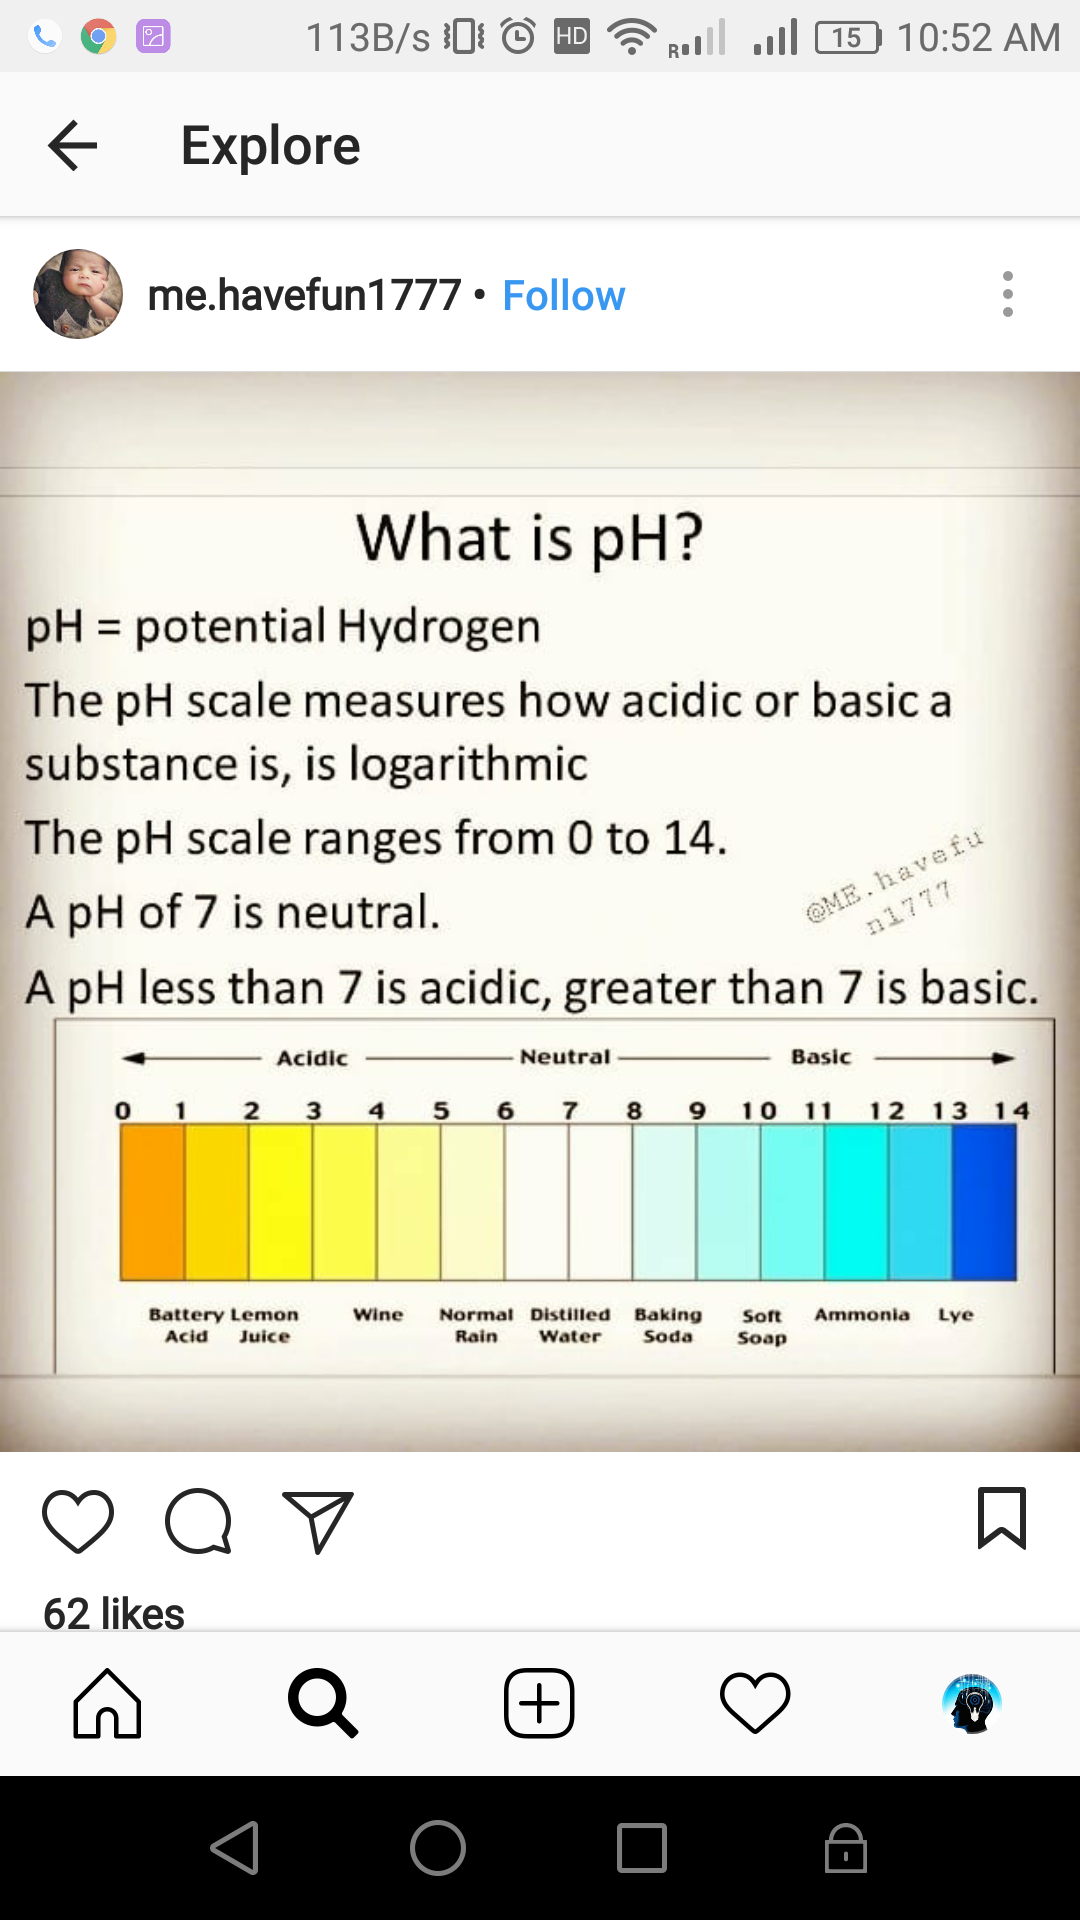 113B/s HD R 15 10:52 AM
Explore
me.havefun1777 • Follow
What is pH?
pH = potential Hydrogen
The pH scale measures how acidic or basic a
substance is, is logarithmic
The pH scale ranges from 0 to 14.
@ME.havefu
n1777
A pH of 7 is neutral.
A pH less than 7 is acidic, greater than 7 is basic.
Acidic Neutral Basic
0 1 2 3 4 5 6 7 8 9 10 11 12 13 14
Battery Lemon Wine Normal Distilled Baking Soft Ammonia Lye
Acid Juice Rain Water Soda Soap
62 likes